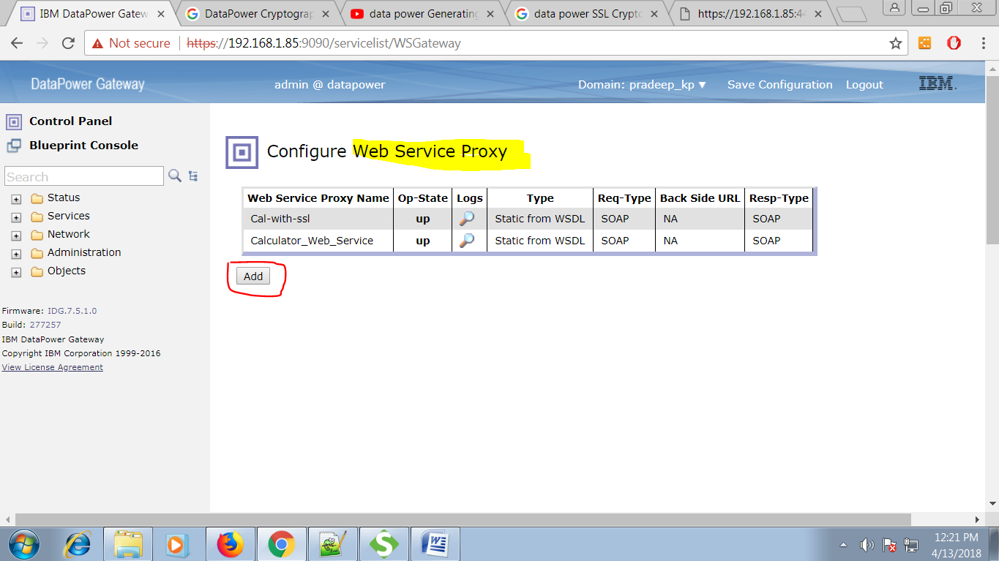 IBM DataPower Gatew
DataPower Cryptograp
data power Generating
data power SSL Crypto
https://192.168.1.85:44
Not secure
https://192.168.1.85:9090/servicelist/WSGateway
DataPower Gateway
admin @ datapower
Domain: pradeep_kp ▼
Save Configuration
Logout
IBM.
Control Panel
Blueprint Console
Search
Status
Services
Network
Administration
Objects
Firmware: IDG.7.5.1.0
Build: 277257
IBM DataPower Gateway
Copyright IBM Corporation 1999-2016
View License Agreement
Configure Web Service Proxy
Web Service Proxy Name Op-State Logs Type Req-Type Back Side URL Resp-Type
Cal-with-ssl up Static from WSDL SOAP NA SOAP
Calculator_Web_Service up Static from WSDL SOAP NA SOAP
Add
12:21 PM
4/13/2018